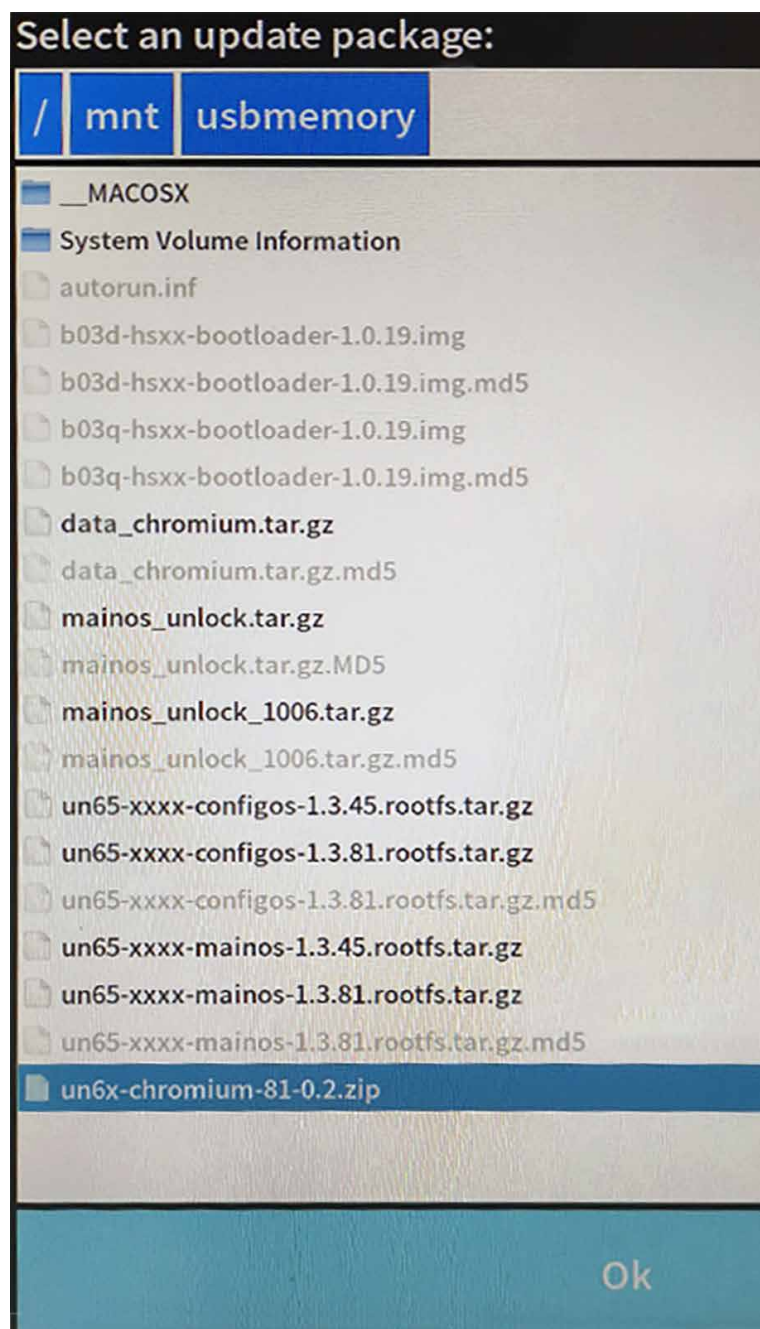 Select an update package:
/ mnt usbmemory
__MACOSX
System Volume Information
autorun.inf
b03d-hsxx-bootloader-1.0.19.img
b03d-hsxx-bootloader-1.0.19.img.md5
b03q-hsxx-bootloader-1.0.19.img
b03q-hsxx-bootloader-1.0.19.img.md5
data_chromium.tar.gz
data_chromium.tar.gz.md5
mainos_unlock.tar.gz
mainos_unlock.tar.gz.MD5
mainos_unlock_1006.tar.gz
mainos_unlock_1006.tar.gz.md5
un65-xxxx-configos-1.3.45.rootfs.tar.gz
un65-xxxx-configos-1.3.81.rootfs.tar.gz
un65-xxxx-configos-1.3.81.rootfs.tar.gz.md5
un65-xxxx-mainos-1.3.45.rootfs.tar.gz
un65-xxxx-mainos-1.3.81.rootfs.tar.gz
un65-xxxx-mainos-1.3.81.rootfs.tar.gz.md5
un6x-chromium-81-0.2.zip
Ok